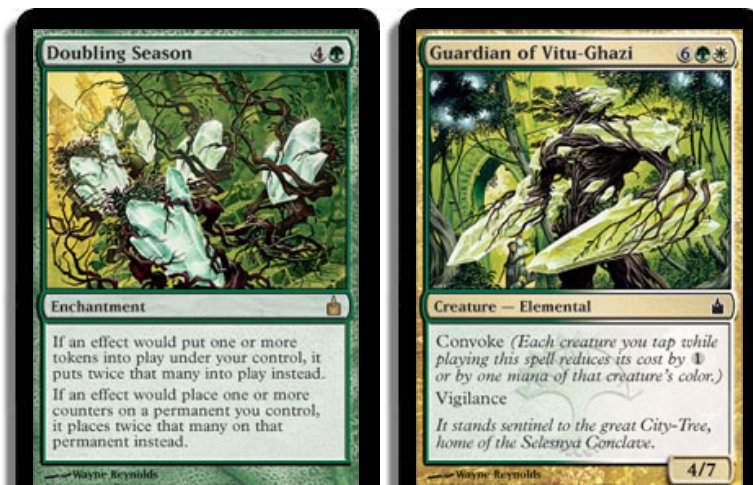 Doubling Season 4
Enchantment
If an effect would put one or more
tokens into play under your control, it
puts twice that many into play instead.
If an effect would place one or more
counters on a permanent you control,
it places twice that many on that
permanent instead.
Wayne Reynolds
Guardian of Vitu-Ghazi 6
Creature — Elemental
Convoke (Each creature you tap while
playing this spell reduces its cost by 1
or by one mana of that creature's color.)
Vigilance
It stands sentinel to the great City-Tree,
home of the Selesnya Conclave.
Wayne Reynolds
4/7